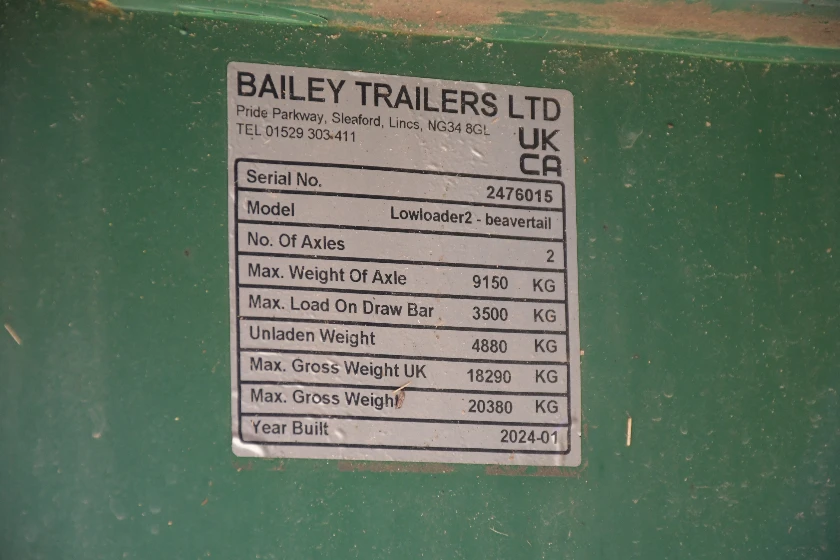 BAILEY TRAILERS LTD
Pride Parkway, Sleaford, Lincs, NG34 8GL
TEL 01529 303-411
UK
CA
Serial No. 2476015
Model Lowloader2 - beavertail
No. Of Axles 2
Max. Weight Of Axle 9150 KG
Max. Load On Draw Bar 3500 KG
Unladen Weight 4880 KG
Max. Gross Weight UK 18290 KG
Max. Gross Weight 20380 KG
Year Built 2024-01